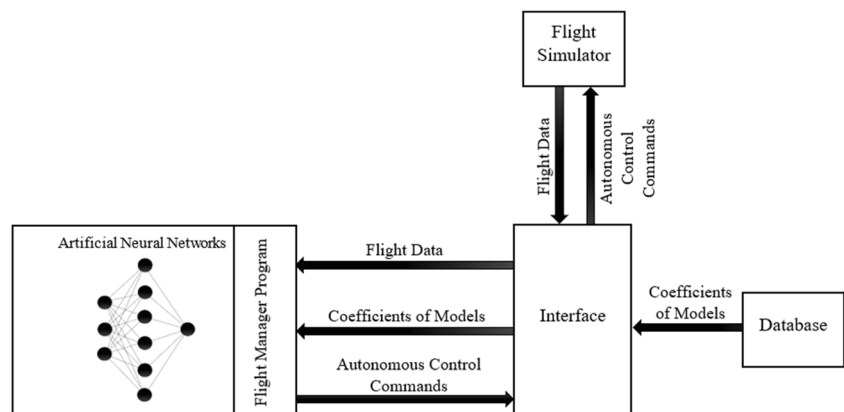 Flight
Simulator
Flight Data
Autonomous
Control
Commands
Artificial Neural Networks
Flight Manager Program
Flight Data
Coefficients of Models
Autonomous Control
Commands
Interface
Coefficients
of Models
Database